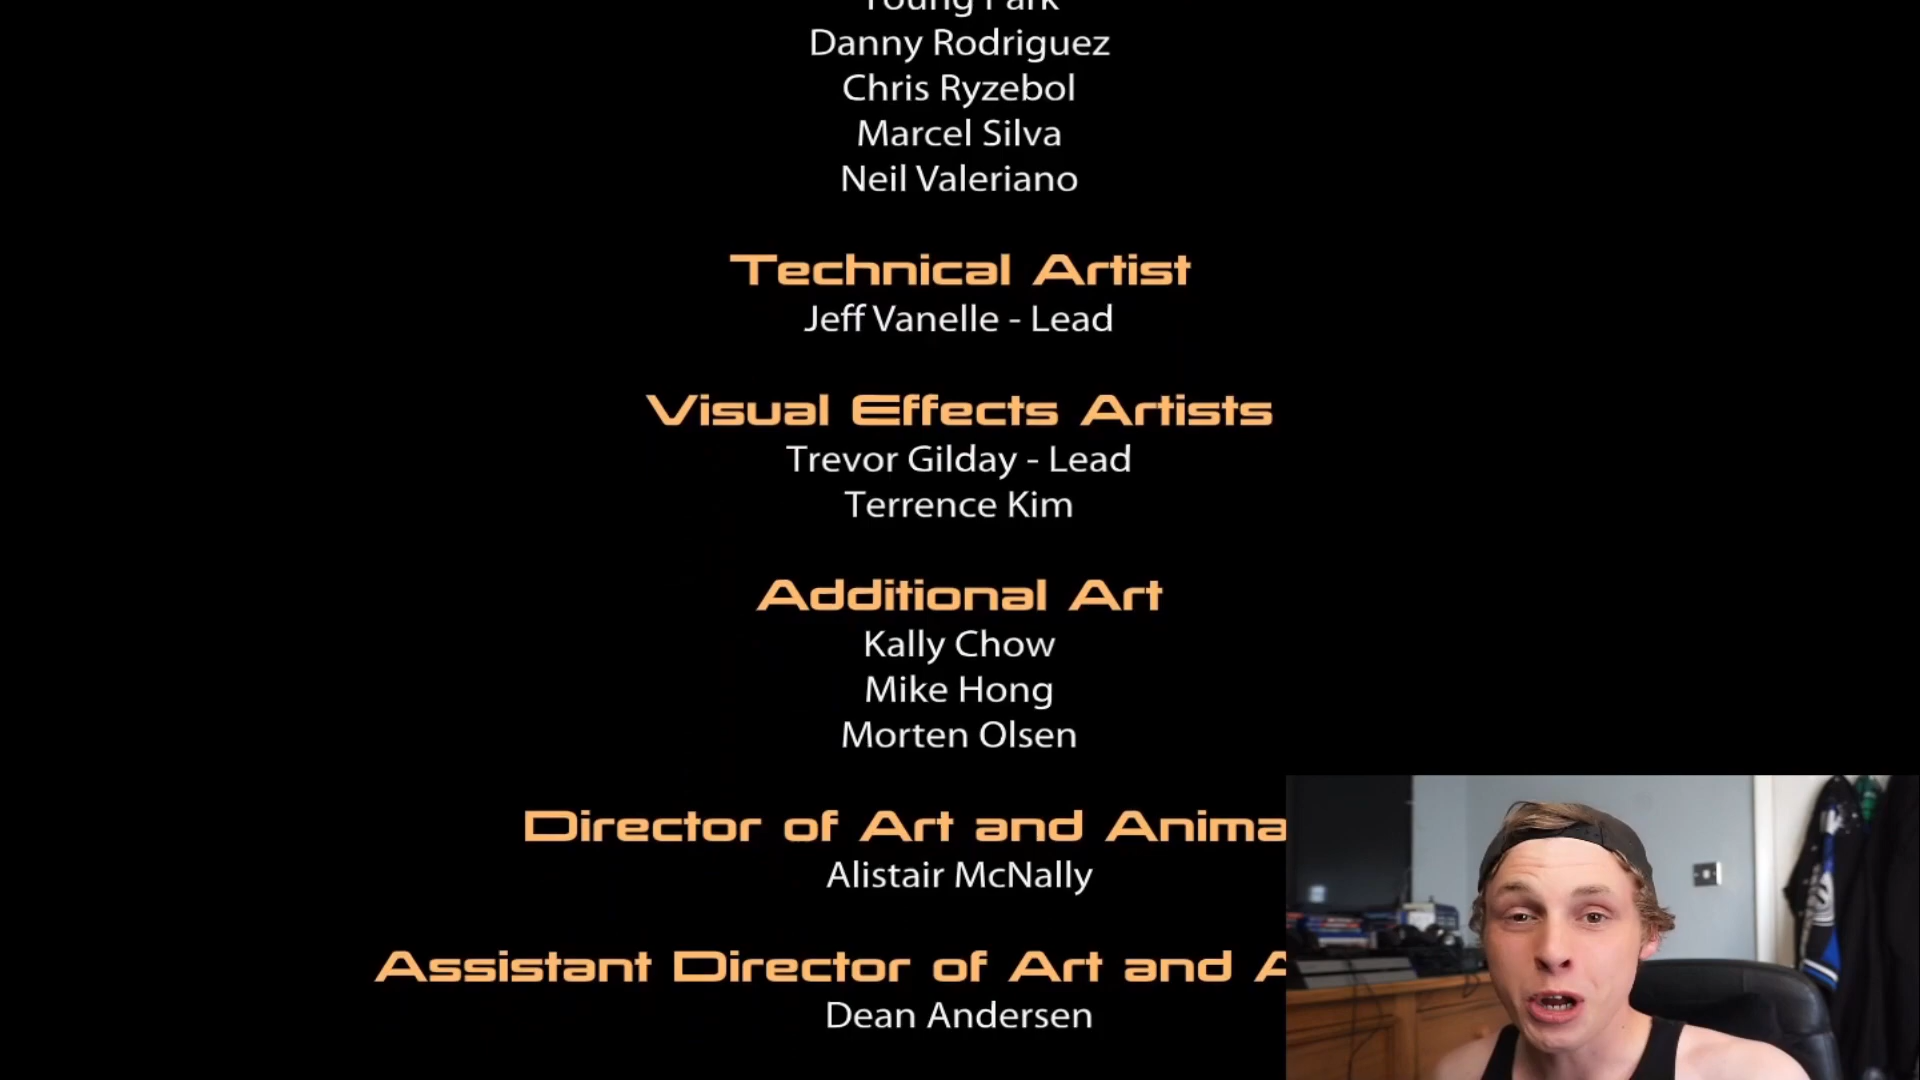 Young Park
Danny Rodriguez
Chris Ryzebol
Marcel Silva
Neil Valeriano
Technical Artist
Jeff Vanelle - Lead
Visual Effects Artists
Trevor Gilday - Lead
Terrence Kim
Additional Art
Kally Chow
Mike Hong
Morten Olsen
Director of Art and Anima
Alistair McNally
Assistant Director of Art and A
Dean Andersen